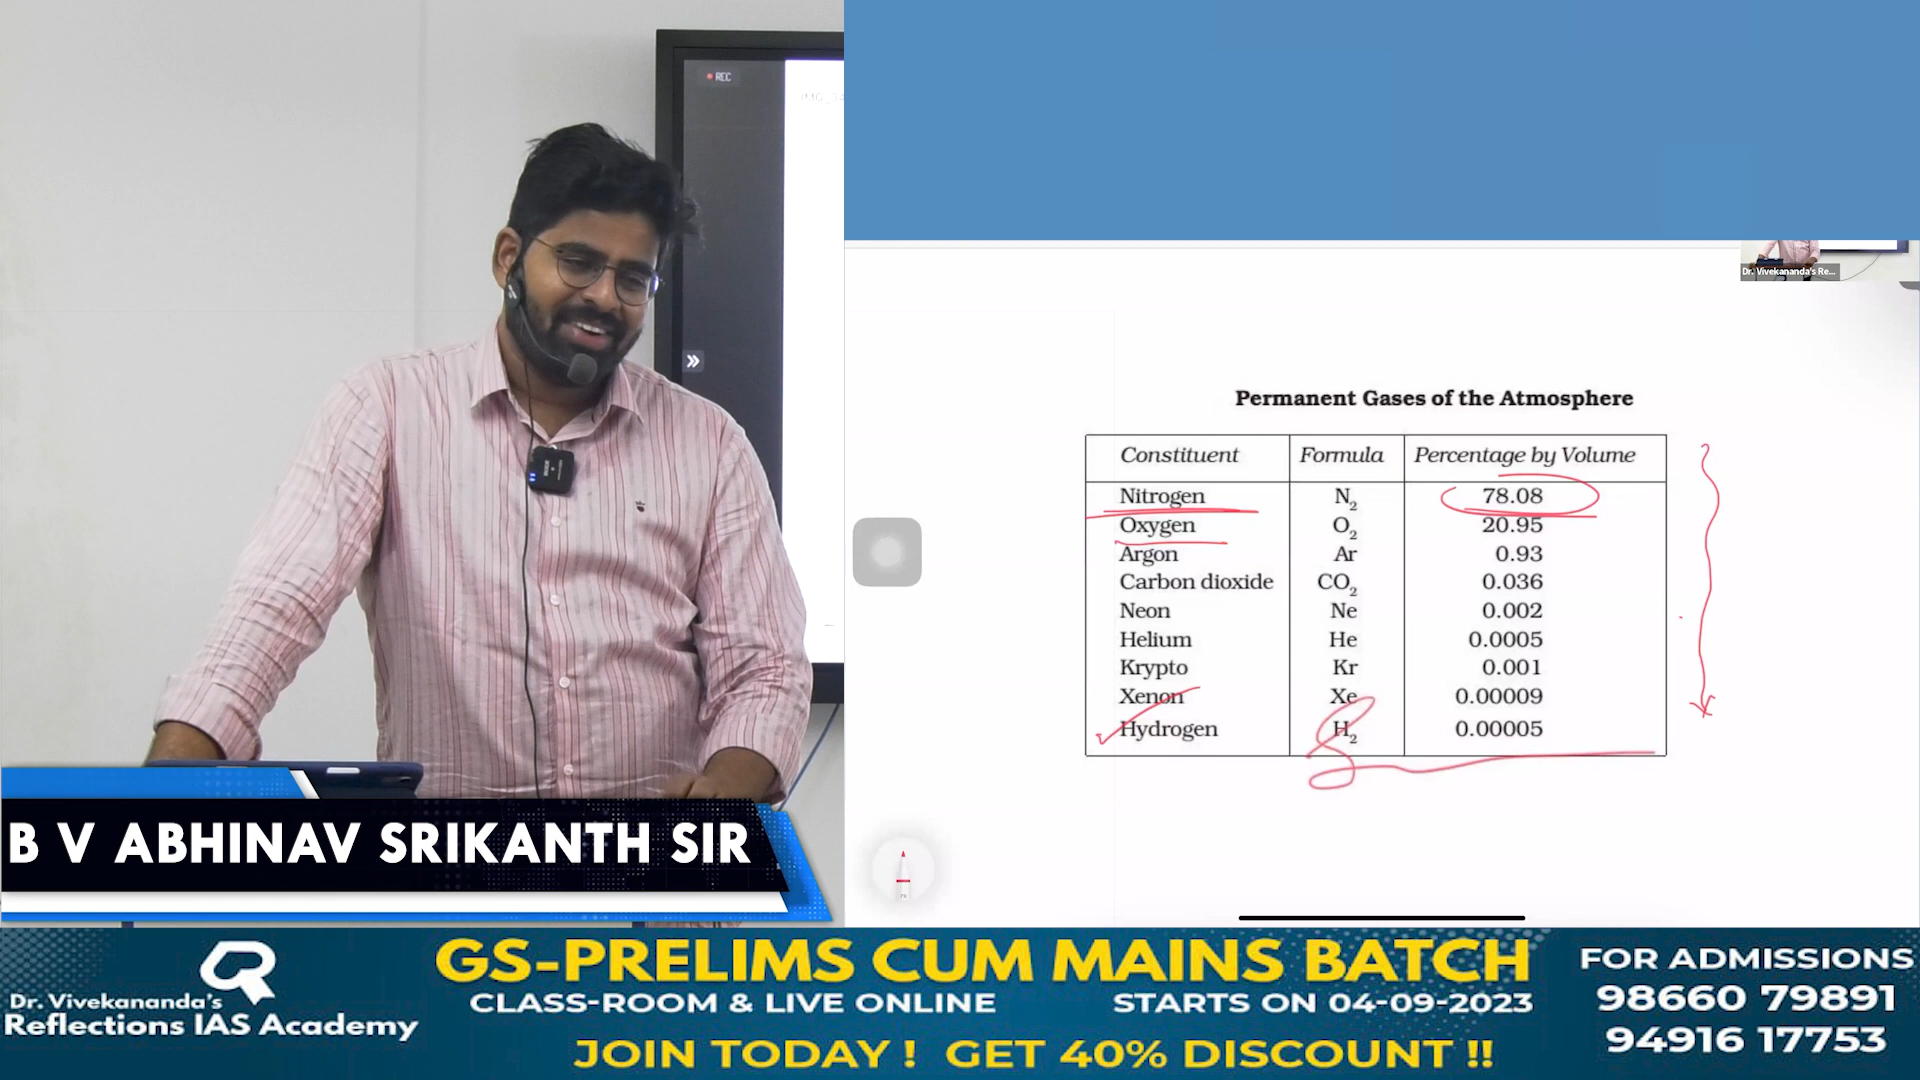 REC
Dr. Vivekananda's Re...
Permanent Gases of the Atmosphere
Constituent Formula Percentage by Volume
Nitrogen N₂ 78.08
Oxygen O₂ 20.95
Argon Ar 0.93
Carbon dioxide CO₂ 0.036
Neon Ne 0.002
Helium He 0.0005
Krypto Kr 0.001
Xenon Xe 0.00009
Hydrogen H₂ 0.00005
B V ABHINAV SRIKANTH SIR
Dr. Vivekananda's
Reflections IAS Academy
GS-PRELIMS CUM MAINS BATCH
CLASS-ROOM & LIVE ONLINE STARTS ON 04-09-2023
JOIN TODAY ! GET 40% DISCOUNT !!
FOR ADMISSIONS
98660 79891
94916 17753